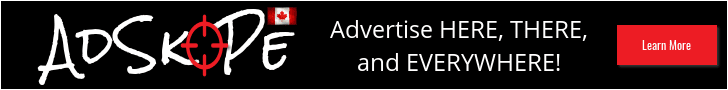 ADSKOPE
Advertise HERE, THERE,
and EVERYWHERE!
Learn More